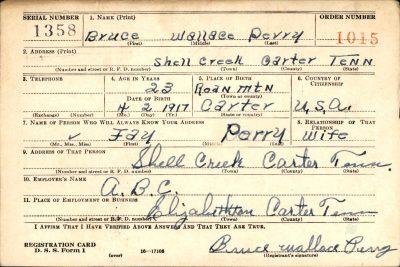 SERIAL NUMBER 1. NAME (Print) ORDER NUMBER
1358 Bruce Wallace Perry 1015
(First) (Middle) (Last)
2. ADDRESS (Print)
Shell Creek Carter Tenn
(Number and street or R. F. D. number) (Town) (County) (State)
3. TELEPHONE 4. AGE IN YEARS 5. PLACE OF BIRTH 6. COUNTRY OF CITIZENSHIP
23 Roan Mtn
DATE OF BIRTH (Town or county)
4 2 1917 Carter U.S.A.
(Exchange) (Number) (Mo.) (Day) (Yr.) (State or country)
7. NAME OF PERSON WHO WILL ALWAYS KNOW YOUR ADDRESS 8. RELATIONSHIP OF THAT PERSON
Fay Perry Wife
(Mr., Mrs., Miss) (First) (Middle) (Last)
9. ADDRESS OF THAT PERSON
Shell Creek Carter Tenn.
(Number and street or R. F. D. number) (Town) (County) (State)
10. EMPLOYER'S NAME
A.B.C.
11. PLACE OF EMPLOYMENT OR BUSINESS
Elizabethton Carter Tenn
(Number and street or R. F. D. number) (Town) (County) (State)
I AFFIRM THAT I HAVE VERIFIED ABOVE ANSWERS AND THAT THEY ARE TRUE.
REGISTRATION CARD
D. S. S. Form 1 (over) 16—17105 Bruce Wallace Perry
(Registrant's signature)